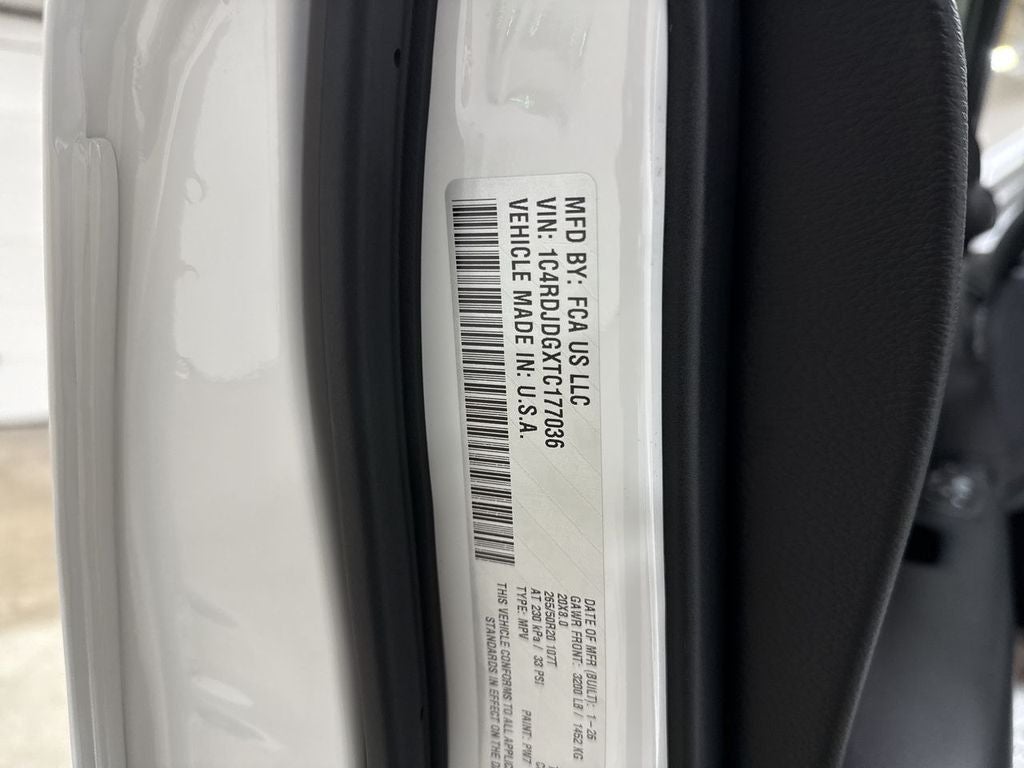 MFD BY: FCA US LLC
VIN: 1C4RDJDGXTC177036
VEHICLE MADE IN: U.S.A.
DATE OF MFR (BUILT): 1-26
GAWR FRONT: 3200 LB / 1452 KG
20X8.0
265/50R20 107T
AT 230 kPa / 33 PSI
TYPE: MPV PAINT: PW7
THIS VEHICLE CONFORMS TO ALL
STANDARDS IN EFFECT ON THE